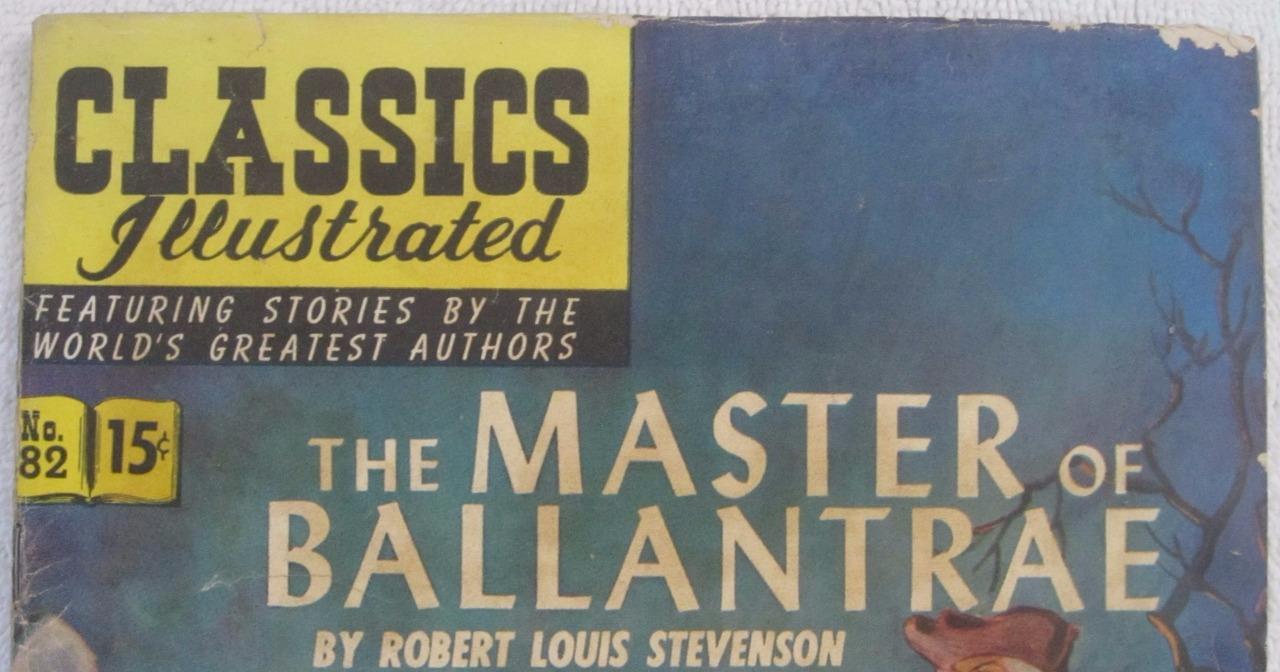 CLASSICS
Illustrated
FEATURING STORIES BY THE
WORLD'S GREATEST AUTHORS
No. 15¢
82
THE MASTER OF
BALLANTRAE
BY ROBERT LOUIS STEVENSON